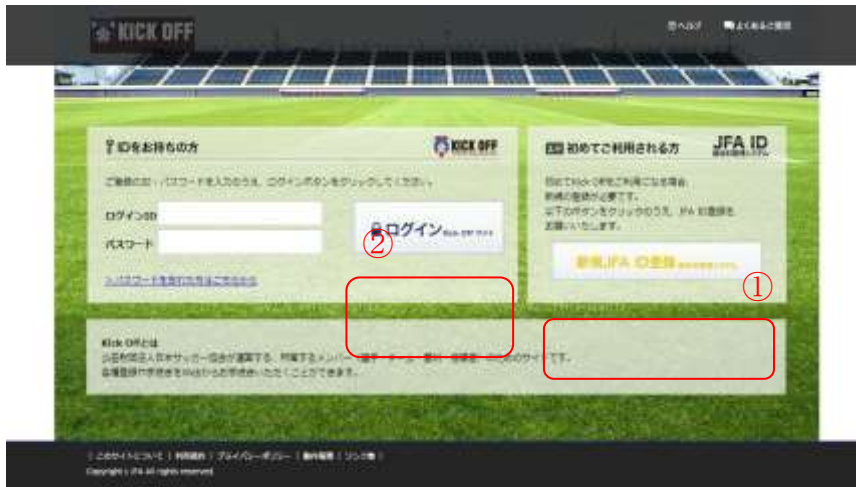 KICK OFF
ヘルプ よくあるご質問
IDをお持ちの方
KICK OFF
ご登録のID・パスワードを入力のうえ、ログインボタンをクリックしてください。
ログインID
パスワード
ログイン Kick Off サイト
②
>パスワードを忘れた方はこちらから
初めてご利用される方
JFA ID
初めてKick Offをご利用になる場合、
新規の登録が必要です。
以下のボタンをクリックのうえ、JFA ID登録を
お願いいたします。
新規JFA ID登録
①
Kick Offとは
公益財団法人日本サッカー協会が運営する、所属するメンバー(選手・チーム・審判・指導者)のためのサイトです。
各種登録や手続きをWebからお手続きいただくことができます。
| このサイトについて | 利用規約 | プライバシーポリシー | 動作環境 | リンク集 |
Copyright c JFA All rights reserved.